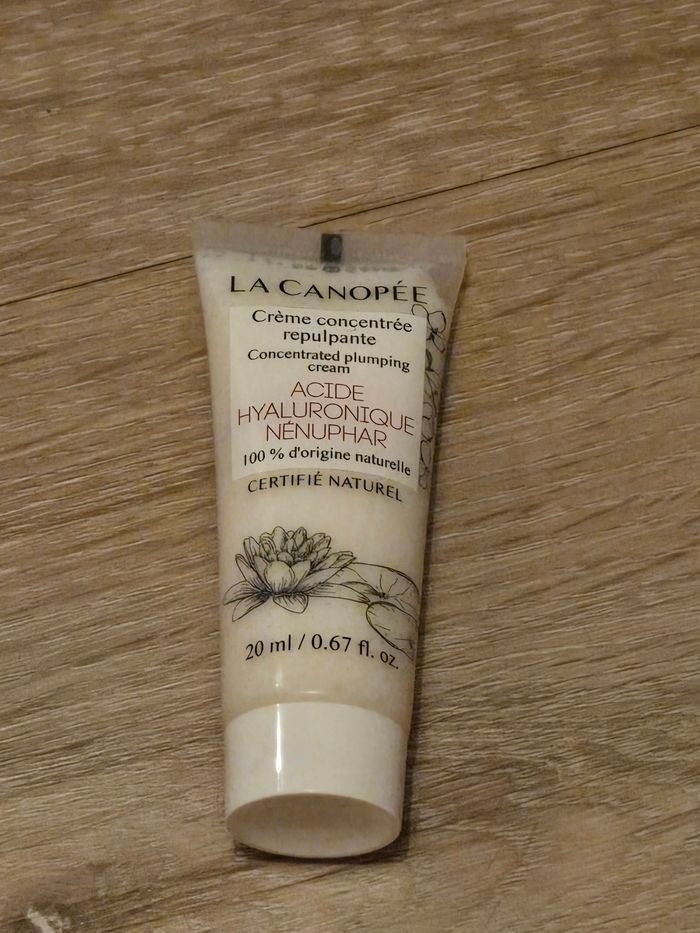 LA CANOPÉE
Crème concentrée
repulpante
Concentrated plumping
cream
ACIDE
HYALURONIQUE
NÉNUPHAR
100 % d'origine naturelle
CERTIFIÉ NATUREL
20 ml / 0.67 fl. oz.